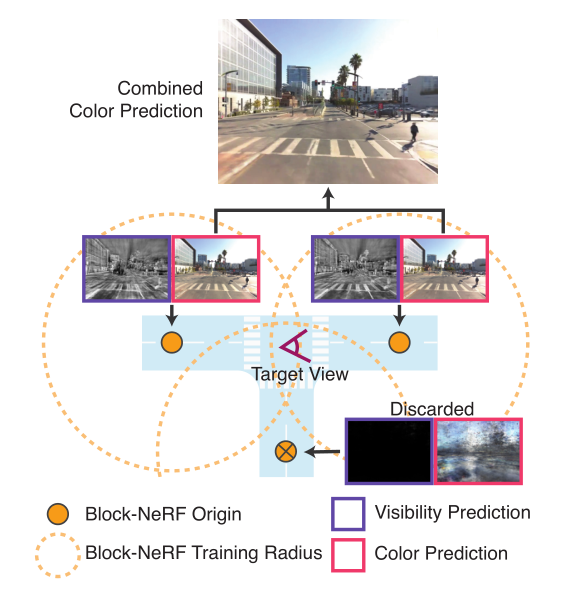 Combined
Color Prediction
Target View
Discarded
Block-NeRF Origin
Visibility Prediction
Block-NeRF Training Radius
Color Prediction